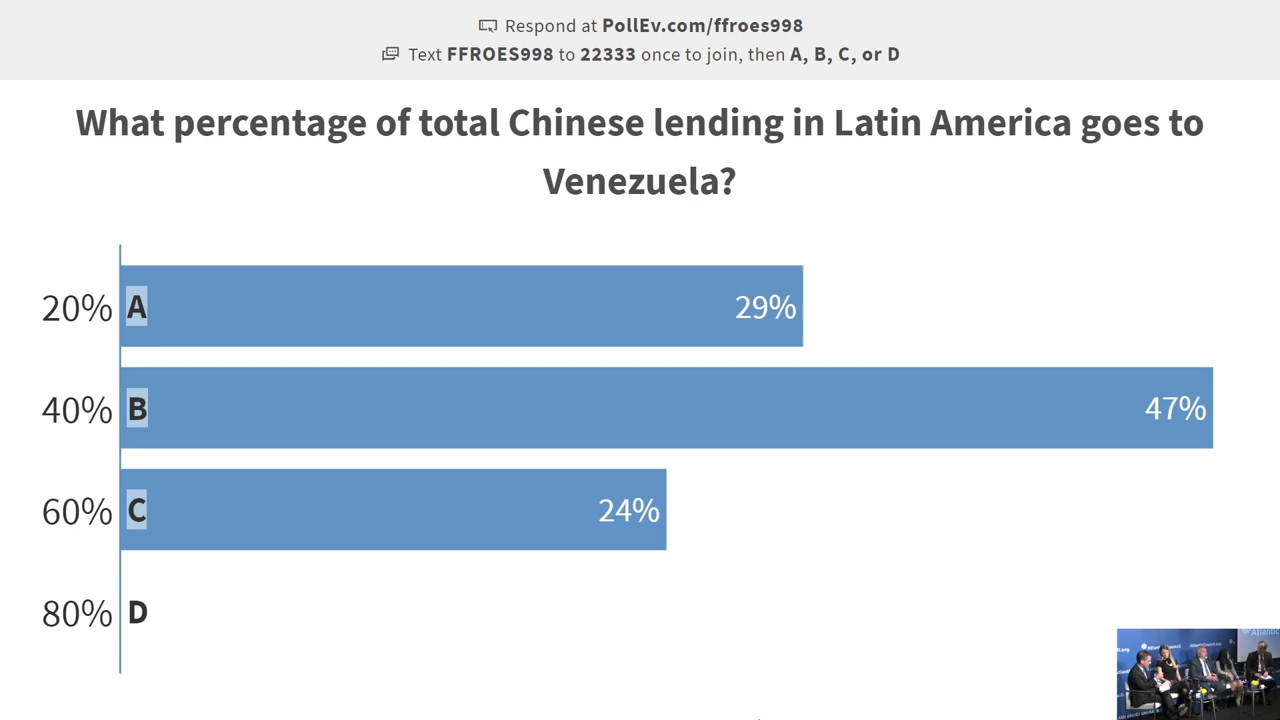 Respond at PollEv.com/ffroes998
Text FFROES998 to 22333 once to join, then A, B, C, or D
What percentage of total Chinese lending in Latin America goes to
Venezuela?
20% A 29%
40% B 47%
60% C 24%
80% D
Atlantic